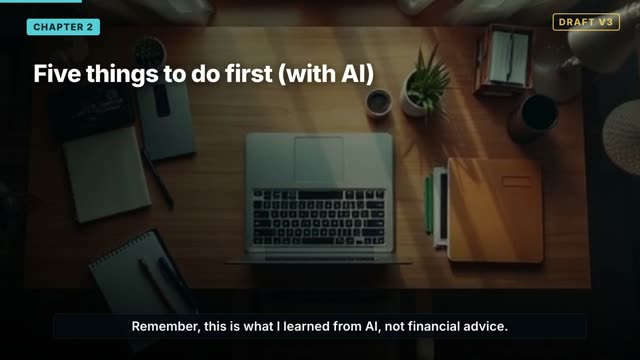 CHAPTER 2
DRAFT V3
Five things to do first (with AI)
Remember, this is what I learned from AI, not financial advice.